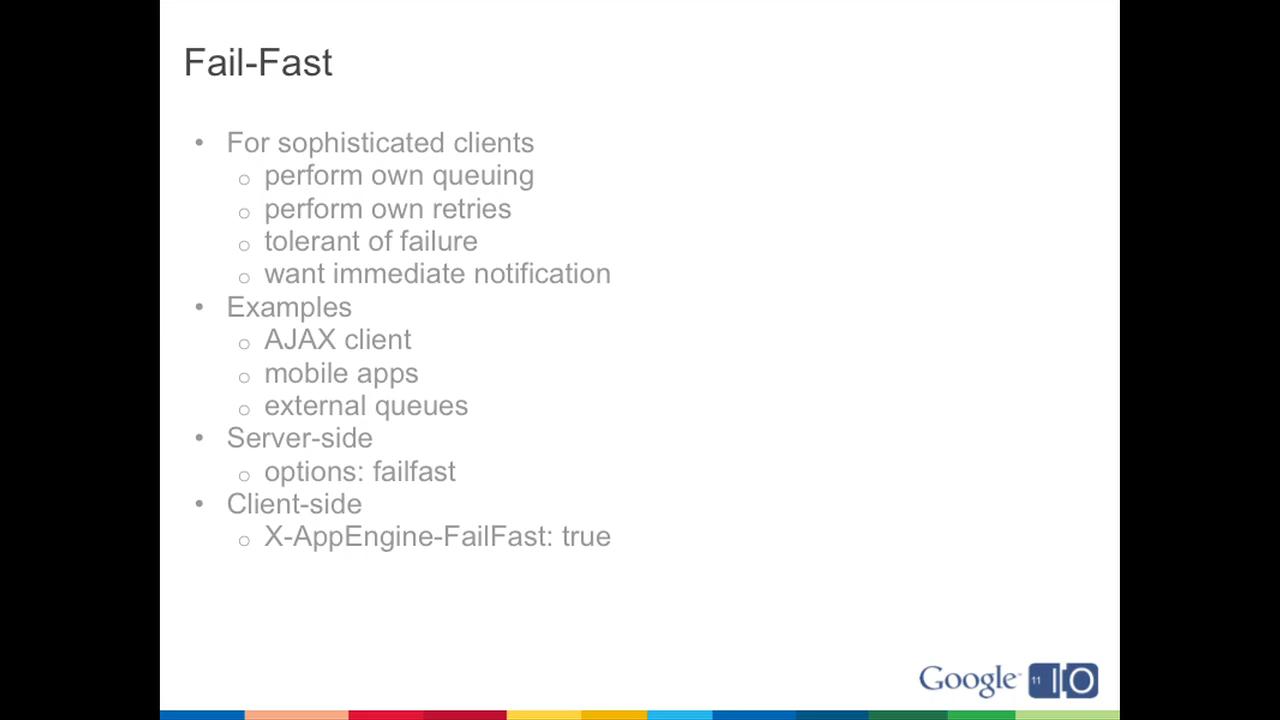 Fail-Fast
• For sophisticated clients
o perform own queuing
o perform own retries
o tolerant of failure
o want immediate notification
• Examples
o AJAX client
o mobile apps
o external queues
• Server-side
o options: failfast
• Client-side
o X-AppEngine-FailFast: true
Google 11 IO